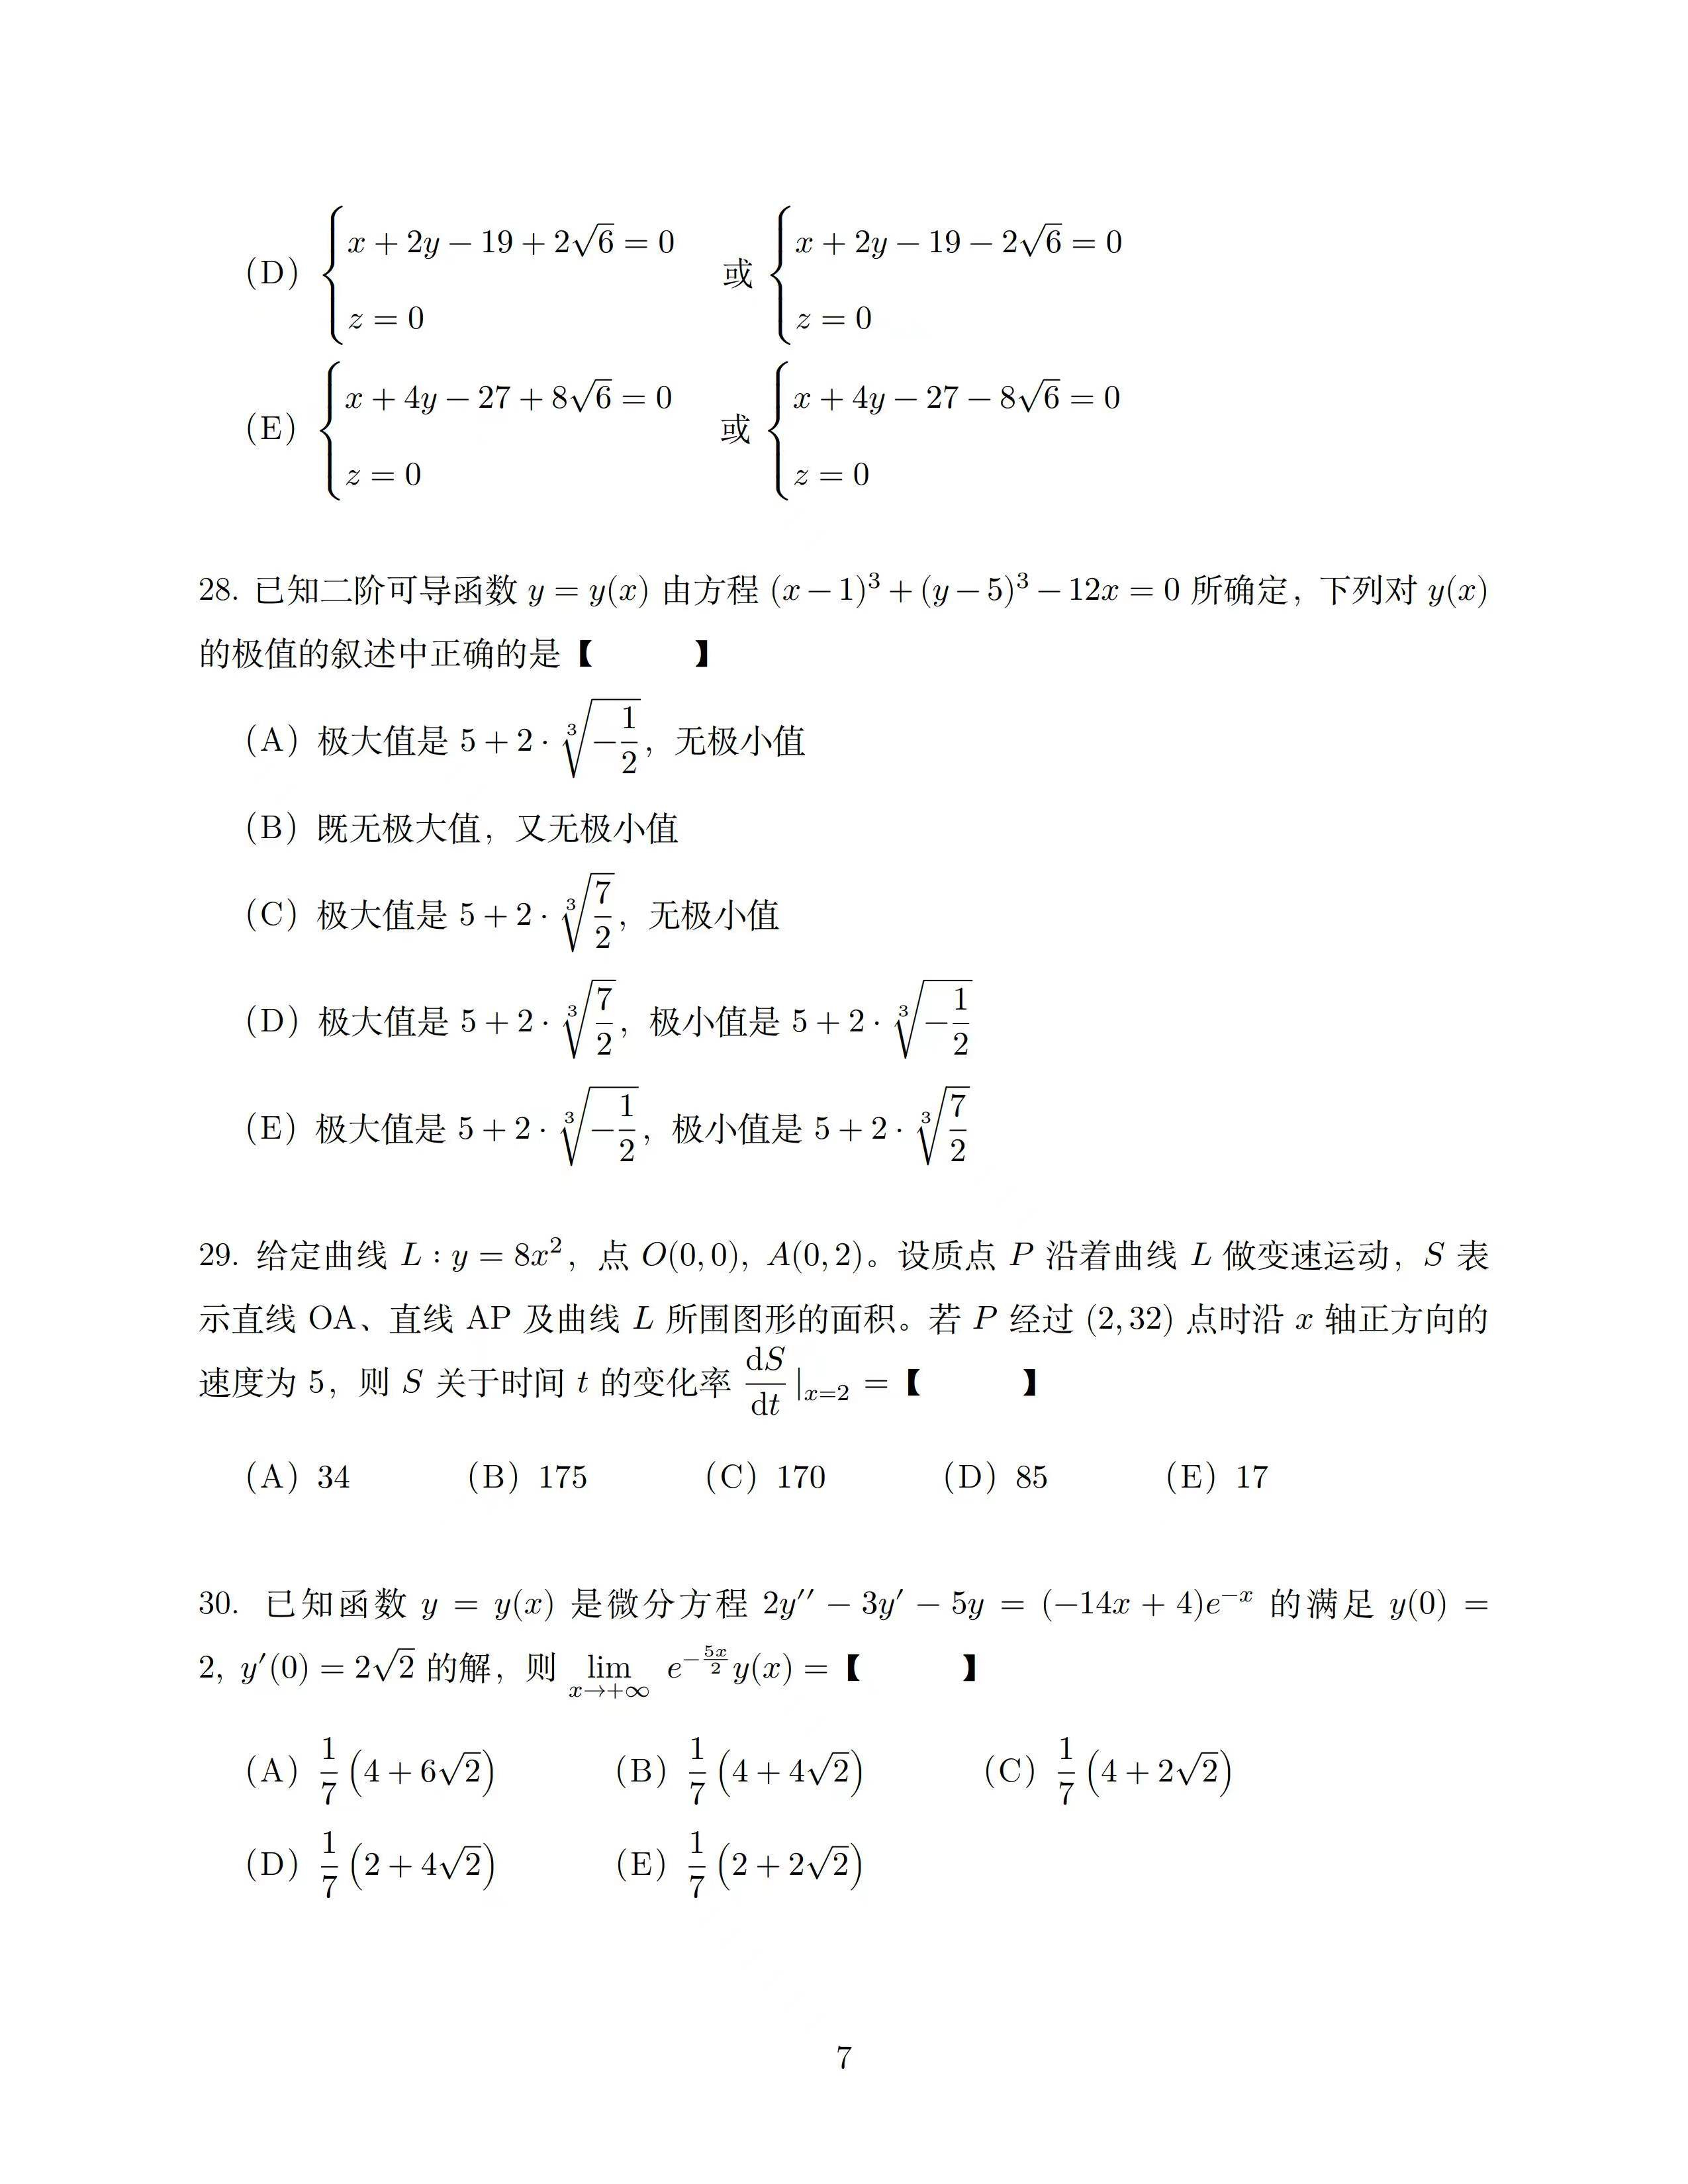 (D) { x + 2y − 19 + 2√6 = 0, z = 0 或 { x + 2y − 19 − 2√6 = 0, z = 0
(E) { x + 4y − 27 + 8√6 = 0, z = 0 或 { x + 4y − 27 − 8√6 = 0, z = 0
28. 已知二阶可导函数 y = y(x) 由方程 (x − 1)³ + (y − 5)³ − 12x = 0 所确定，下列对 y(x)
的极值的叙述中正确的是【 】
(A) 极大值是 5 + 2 · ∛(−1/2)，无极小值
(B) 既无极大值，又无极小值
(C) 极大值是 5 + 2 · ∛(7/2)，无极小值
(D) 极大值是 5 + 2 · ∛(7/2)，极小值是 5 + 2 · ∛(−1/2)
(E) 极大值是 5 + 2 · ∛(−1/2)，极小值是 5 + 2 · ∛(7/2)
29. 给定曲线 L : y = 8x²，点 O(0, 0), A(0, 2)。设质点 P 沿着曲线 L 做变速运动，S 表
示直线 OA、直线 AP 及曲线 L 所围图形的面积。若 P 经过 (2, 32) 点时沿 x 轴正方向的
速度为 5，则 S 关于时间 t 的变化率 dS/dt |ₓ₌₂ =【 】
(A) 34 (B) 175 (C) 170 (D) 85 (E) 17
30. 已知函数 y = y(x) 是微分方程 2y′′ − 3y′ − 5y = (−14x + 4)e⁻ˣ 的满足 y(0) =
2, y′(0) = 2√2 的解，则 lim x→+∞ e^(−5x/2) y(x) =【 】
(A) 1/7 (4 + 6√2) (B) 1/7 (4 + 4√2) (C) 1/7 (4 + 2√2)
(D) 1/7 (2 + 4√2) (E) 1/7 (2 + 2√2)
7